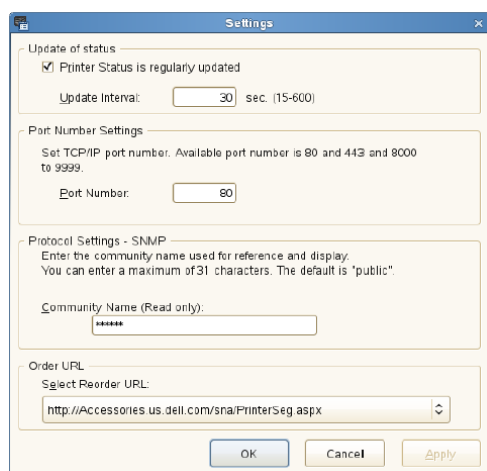 Settings
Update of status
Printer Status is regularly updated
Update Interval: 30 sec. (15-600)
Port Number Settings
Set TCP/IP port number. Available port number is 80 and 443 and 8000
to 9999.
Port Number: 80
Protocol Settings - SNMP
Enter the community name used for reference and display.
You can enter a maximum of 31 characters. The default is "public".
Community Name (Read only):
******
Order URL
Select Reorder URL:
http://Accessories.us.dell.com/sna/PrinterSeg.aspx
OK Cancel Apply